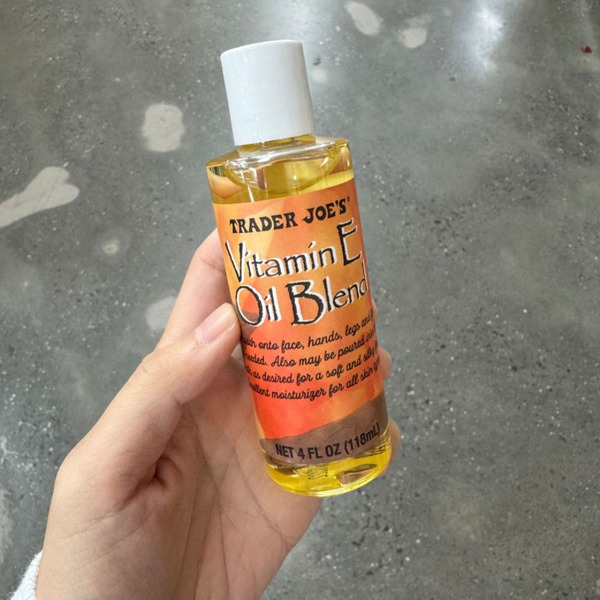 TRADER JOE'S
Vitamin E
Oil Blend
onto face, hands, legs and
needed. Also may be poured
as desired for a soft and silky
moisturizer for all skin
NET 4 FL OZ (118mL)